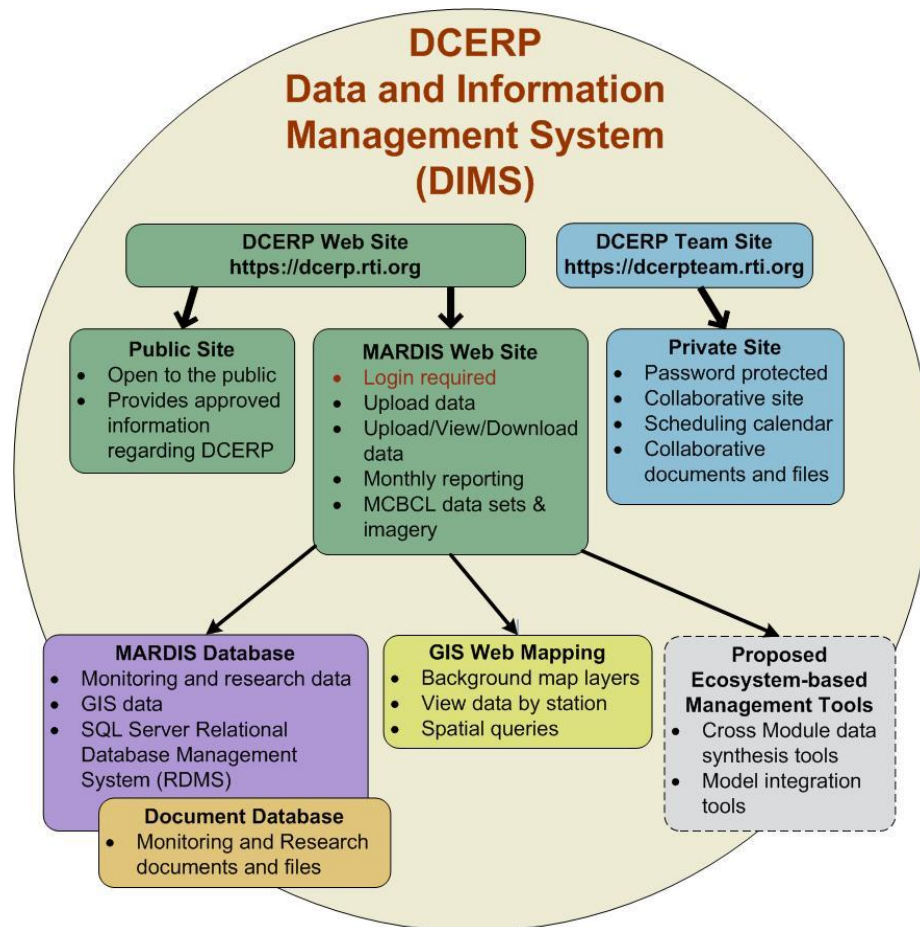 DCERP
Data and Information
Management System
(DIMS)
DCERP Web Site
https://dcerp.rti.org
DCERP Team Site
https://dcerpteam.rti.org
Public Site
• Open to the public
• Provides approved
information
regarding DCERP
MARDIS Web Site
• Login required
• Upload data
• Upload/View/Download
data
• Monthly reporting
• MCBCL data sets &
imagery
Private Site
• Password protected
• Collaborative site
• Scheduling calendar
• Collaborative
documents and files
MARDIS Database
• Monitoring and research data
• GIS data
• SQL Server Relational
Database Management
System (RDMS)
Document Database
• Monitoring and Research
documents and files
GIS Web Mapping
• Background map layers
• View data by station
• Spatial queries
Proposed
Ecosystem-based
Management Tools
• Cross Module data
synthesis tools
• Model integration
tools